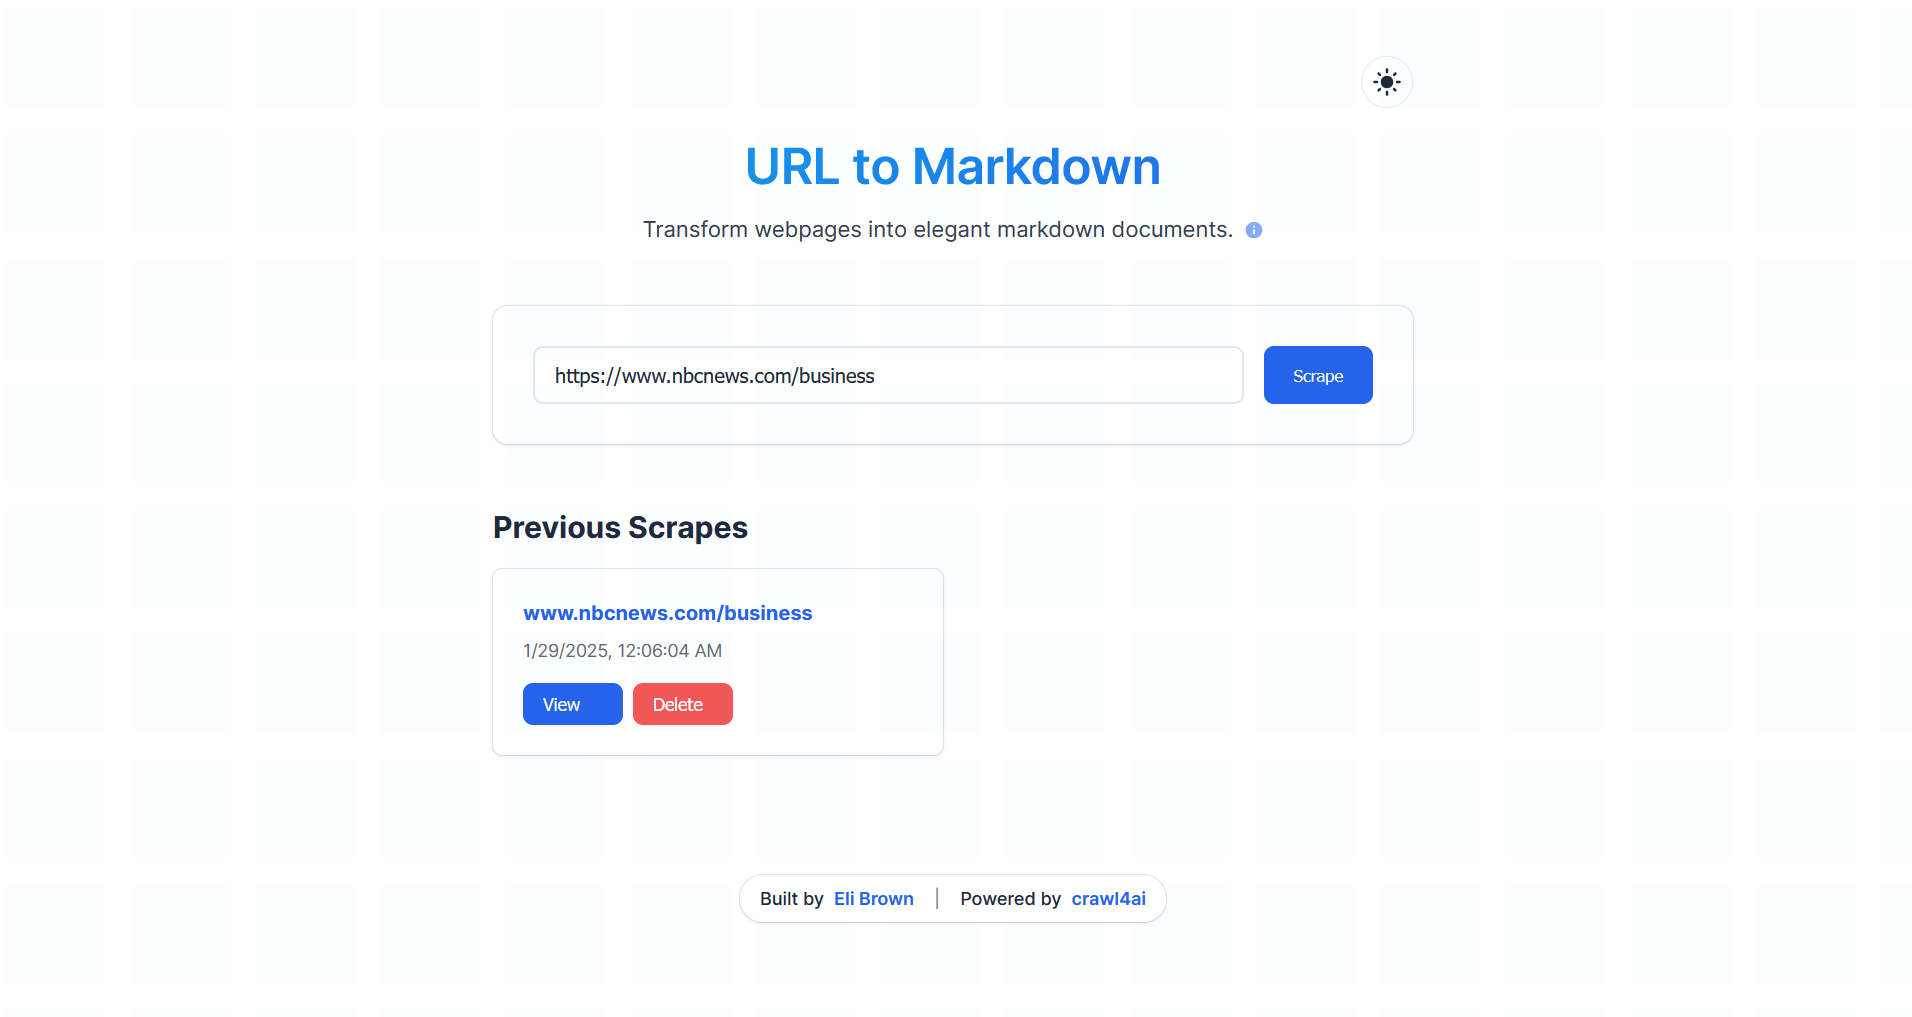 URL to Markdown
Transform webpages into elegant markdown documents.
https://www.nbcnews.com/business
Scrape
Previous Scrapes
www.nbcnews.com/business
1/29/2025, 12:06:04 AM
View
Delete
Built by Eli Brown | Powered by crawl4ai